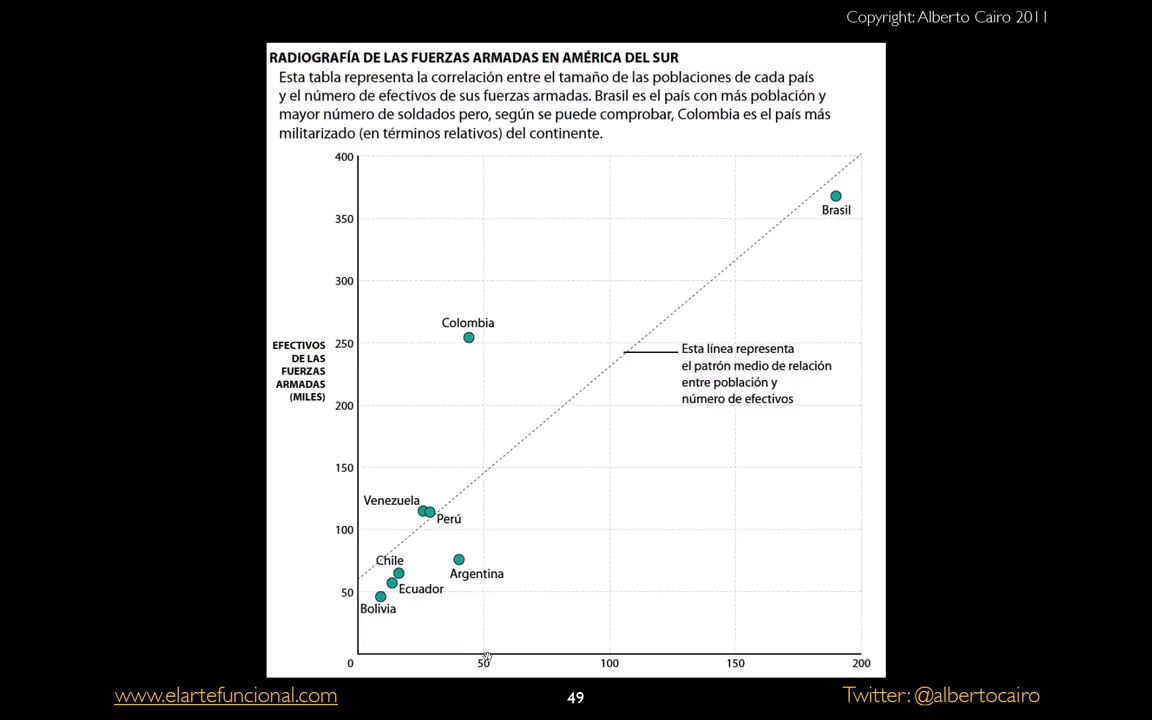 Copyright: Alberto Cairo 2011
RADIOGRAFÍA DE LAS FUERZAS ARMADAS EN AMÉRICA DEL SUR
Esta tabla representa la correlación entre el tamaño de las poblaciones de cada país
y el número de efectivos de sus fuerzas armadas. Brasil es el país con más población y
mayor número de soldados pero, según se puede comprobar, Colombia es el país más
militarizado (en términos relativos) del continente.
400
Brasil
350
300
Colombia
250
EFECTIVOS
DE LAS
FUERZAS
ARMADAS
(MILES)
Esta línea representa
el patrón medio de relación
entre población y
número de efectivos
200
150
Venezuela
Perú
100
Chile
Argentina
Ecuador
50
Bolivia
0 50 100 150 200
www.elartefuncional.com
49
Twitter: @albertocairo